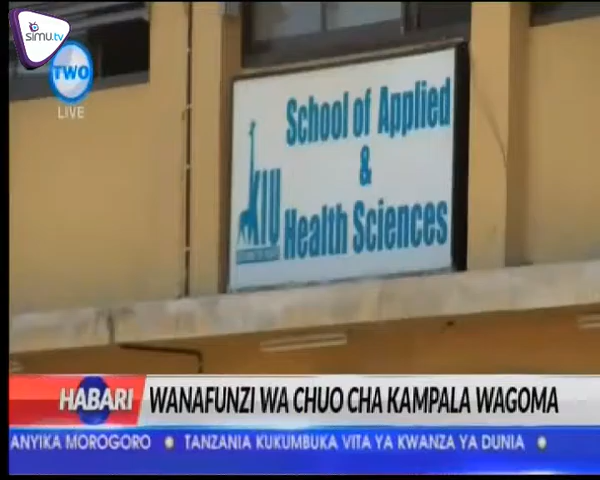 simu.tv
TWO
LIVE
School of Applied
&
Health Sciences
KIU
HABARI
WANAFUNZI WA CHUO CHA KAMPALA WAGOMA
ANYIKA MOROGORO
TANZANIA KUKUMBUKA VITA YA KWANZA YA DUNIA